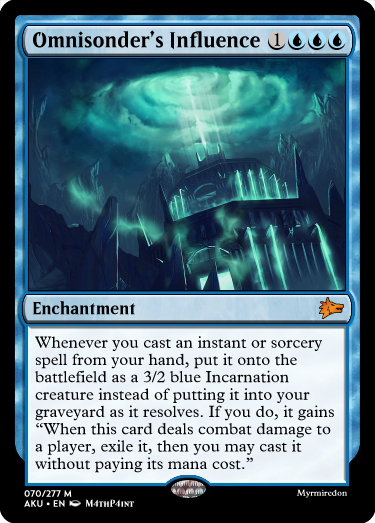 Omnisonder's Influence 1
Enchantment
Whenever you cast an instant or sorcery
spell from your hand, put it onto the
battlefield as a 3/2 blue Incarnation
creature instead of putting it into your
graveyard as it resolves. If you do, it gains
“When this card deals combat damage to
a player, exile it, then you may cast it
without paying its mana cost.”
070/277 M
AKU • EN M4THP41NT
Myrmiredon